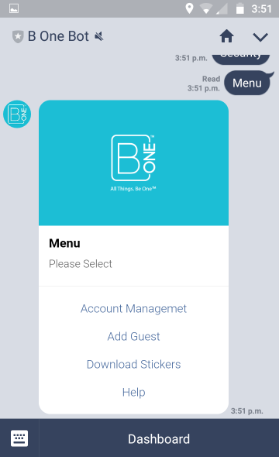 3:51
B One Bot
3:51 p.m.
Security
Read
3:51 p.m.
Menu
B ONE
B ONE™
All Things: Be One™
Menu
Please Select
Account Managemet
Add Guest
Download Stickers
Help
3:51 p.m.
Dashboard